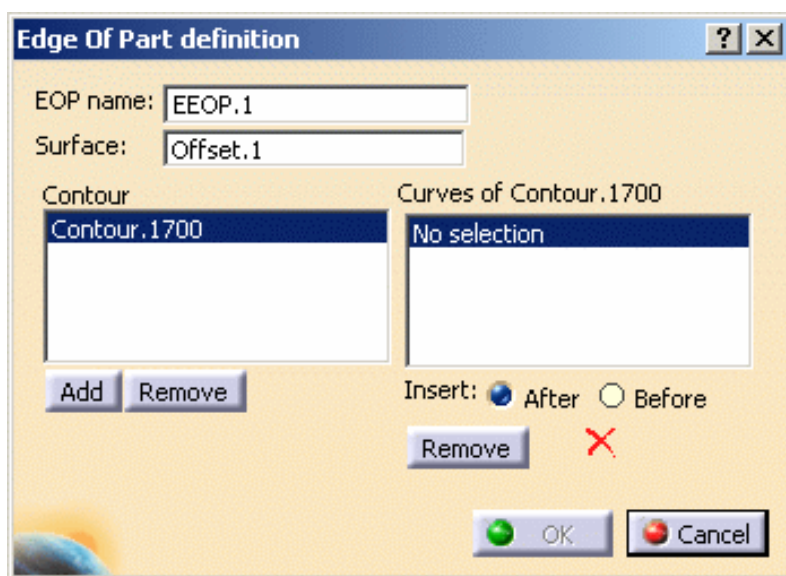 Edge Of Part definition
EOP name: EEOP.1
Surface: Offset.1
Contour
Contour.1700
Add Remove
Curves of Contour.1700
No selection
Insert: After Before
Remove
OK Cancel